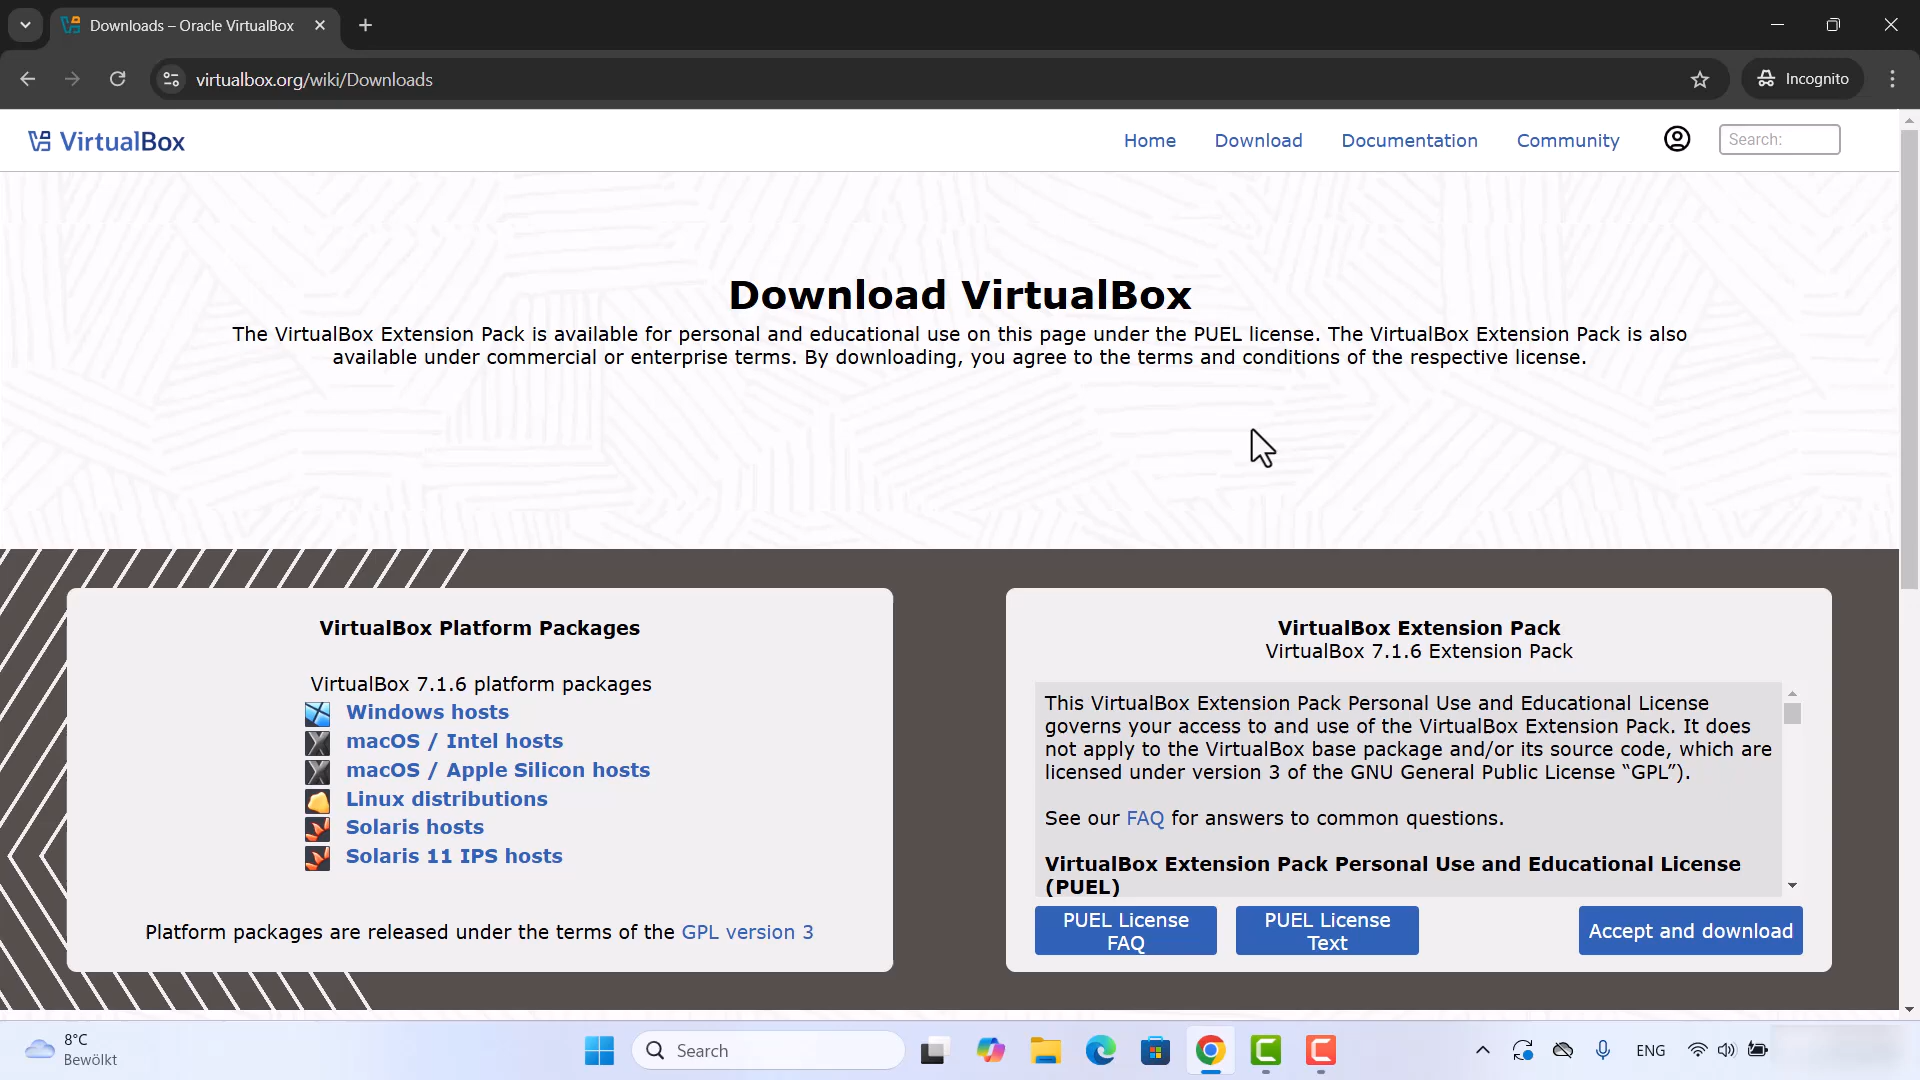 Downloads – Oracle VirtualBox
virtualbox.org/wiki/Downloads
Incognito
VirtualBox
Home
Download
Documentation
Community
Search:
Download VirtualBox
The VirtualBox Extension Pack is available for personal and educational use on this page under the PUEL license. The VirtualBox Extension Pack is also
available under commercial or enterprise terms. By downloading, you agree to the terms and conditions of the respective license.
VirtualBox Platform Packages
VirtualBox 7.1.6 platform packages
Windows hosts
macOS / Intel hosts
macOS / Apple Silicon hosts
Linux distributions
Solaris hosts
Solaris 11 IPS hosts
Platform packages are released under the terms of the GPL version 3
VirtualBox Extension Pack
VirtualBox 7.1.6 Extension Pack
This VirtualBox Extension Pack Personal Use and Educational License
governs your access to and use of the VirtualBox Extension Pack. It does
not apply to the VirtualBox base package and/or its source code, which are
licensed under version 3 of the GNU General Public License “GPL”).
See our FAQ for answers to common questions.
VirtualBox Extension Pack Personal Use and Educational License
(PUEL)
PUEL License
FAQ
PUEL License
Text
Accept and download
8°C
Bewölkt
Search
ENG